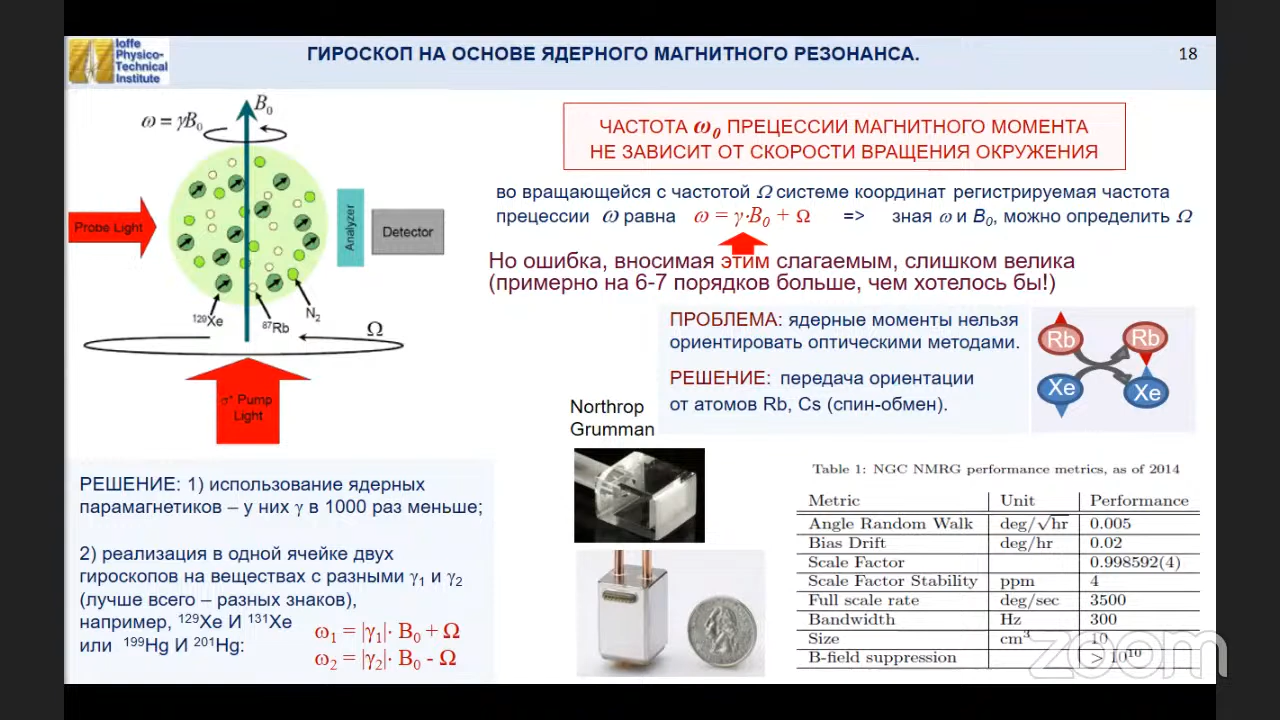 Ioffe
Physico-
Technical
Institute
ГИРОСКОП НА ОСНОВЕ ЯДЕРНОГО МАГНИТНОГО РЕЗОНАНСА.
18
B₀
ω = γB₀
Probe Light
Analyzer
Detector
¹²⁹Xe
⁸⁷Rb
N₂
Ω
σ⁺ Pump
Light
ЧАСТОТА ω₀ ПРЕЦЕССИИ МАГНИТНОГО МОМЕНТА
НЕ ЗАВИСИТ ОТ СКОРОСТИ ВРАЩЕНИЯ ОКРУЖЕНИЯ
во вращающейся с частотой Ω системе координат регистрируемая частота
прецессии ω равна ω = γ·B₀ + Ω => зная ω и B₀, можно определить Ω
Но ошибка, вносимая этим слагаемым, слишком велика
(примерно на 6-7 порядков больше, чем хотелось бы!)
ПРОБЛЕМА: ядерные моменты нельзя
ориентировать оптическими методами.
РЕШЕНИЕ: передача ориентации
от атомов Rb, Cs (спин-обмен).
Rb Rb
Xe Xe
Northrop
Grumman
РЕШЕНИЕ: 1) использование ядерных
парамагнетиков – у них γ в 1000 раз меньше;
2) реализация в одной ячейке двух
гироскопов на веществах с разными γ₁ и γ₂
(лучше всего – разных знаков),
например, ¹²⁹Xe И ¹³¹Xe
или ¹⁹⁹Hg И ²⁰¹Hg:
ω₁ = |γ₁|· B₀ + Ω
ω₂ = |γ₂|· B₀ - Ω
Table 1: NGC NMRG performance metrics, as of 2014
Metric Unit Performance
Angle Random Walk deg/√hr 0.005
Bias Drift deg/hr 0.02
Scale Factor 0.998592(4)
Scale Factor Stability ppm 4
Full scale rate deg/sec 3500
Bandwidth Hz 300
Size cm³ 10
B-field suppression > 10¹⁰
zoom